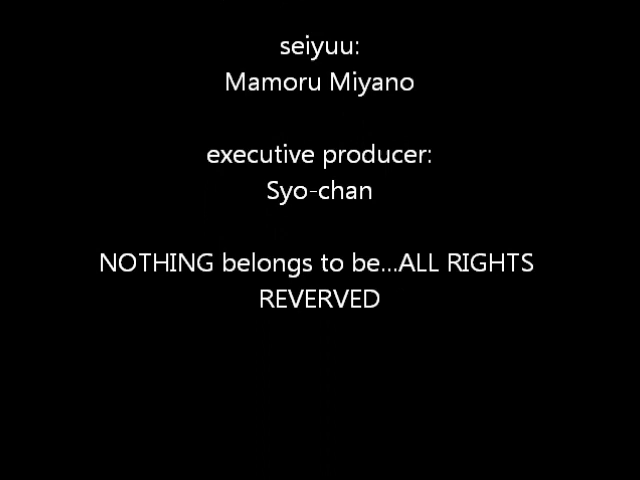 seiyuu:
Mamoru Miyano
executive producer:
Syo-chan
NOTHING belongs to be...ALL RIGHTS
REVERVED